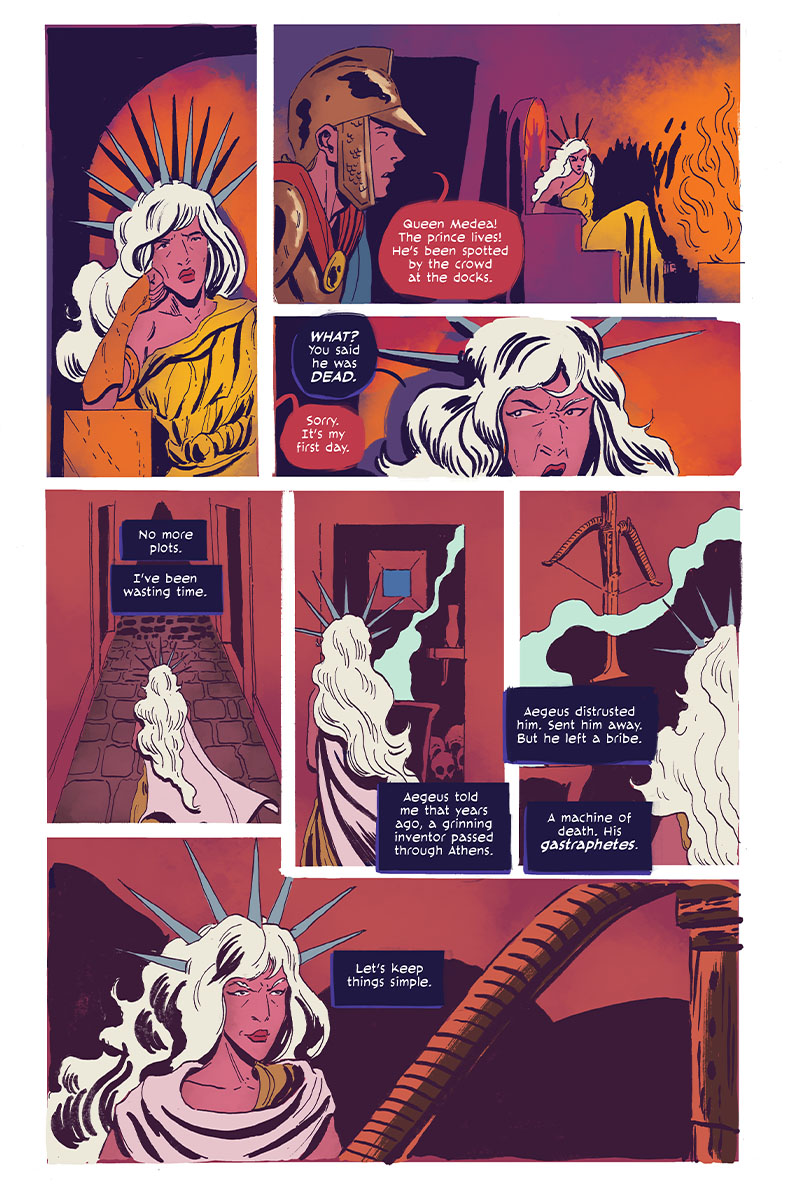 Queen Medea!
The prince lives!
He's been spotted
by the crowd
at the docks.
WHAT?
You said
he was
DEAD.
Sorry.
It's my
first day.
No more
plots.
I've been
wasting time.
Aegeus told
me that years
ago, a grinning
inventor passed
through Athens.
Aegeus distrusted
him. Sent him away.
But he left a bribe.
A machine of
death. His
gastraphetes.
Let's keep
things simple.